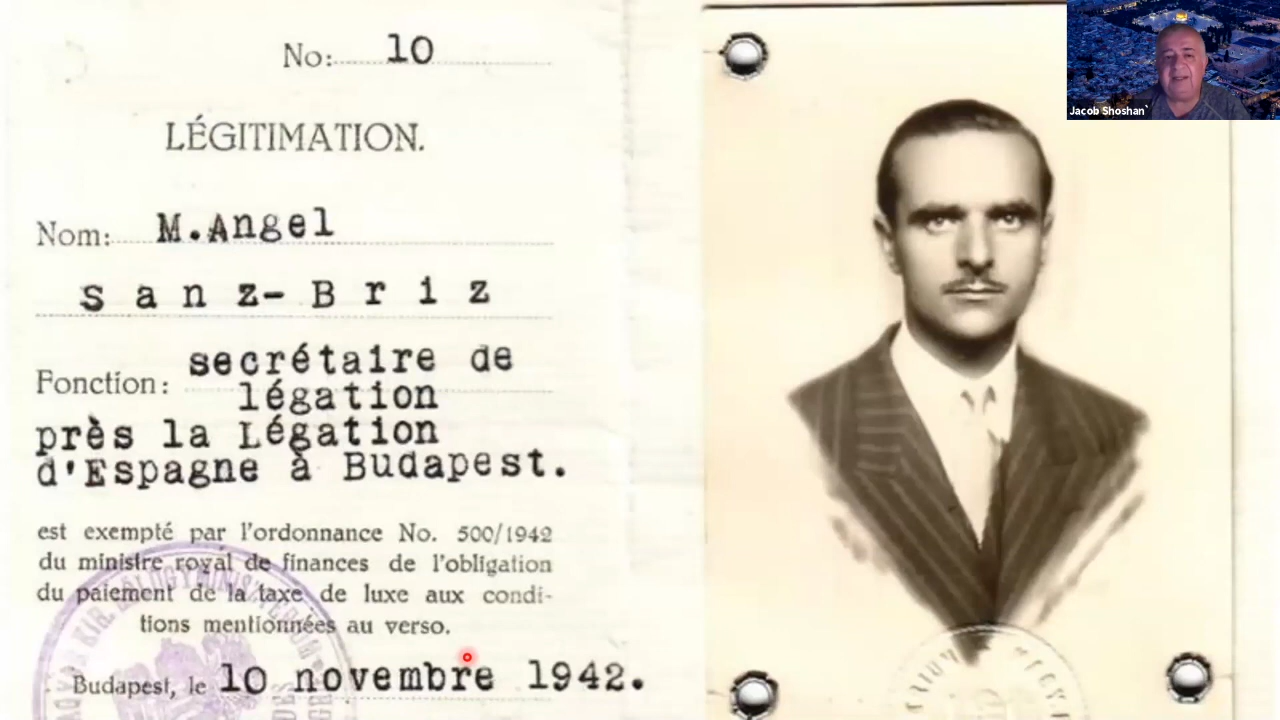 No: 10
LÉGITIMATION.
Nom: M.Angel
Sanz-Briz
Fonction: secrétaire de
légation
près la Légation
d'Espagne à Budapest.
est exempté par l'ordonnance No. 500/1942
du ministre royal de finances de l'obligation
du paiement de la taxe de luxe aux condi-
tions mentionnées au verso.
Budapest, le 10 novembre 1942.
Jacob Shoshan`